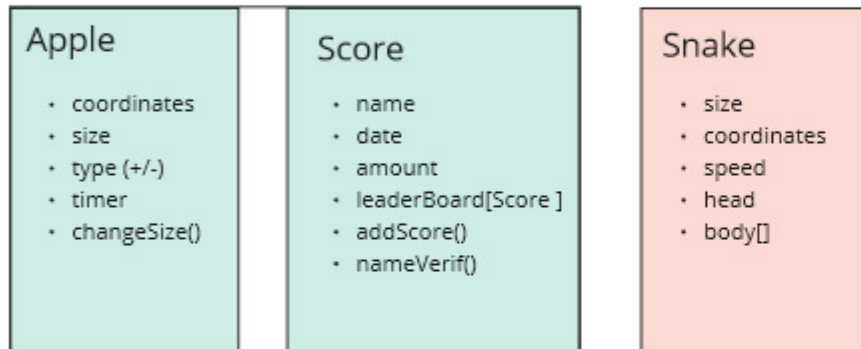 Apple
• coordinates
• size
• type (+/-)
• timer
• changeSize()
Score
• name
• date
• amount
• leaderBoard[Score ]
• addScore()
• nameVerif()
Snake
• size
• coordinates
• speed
• head
• body[]